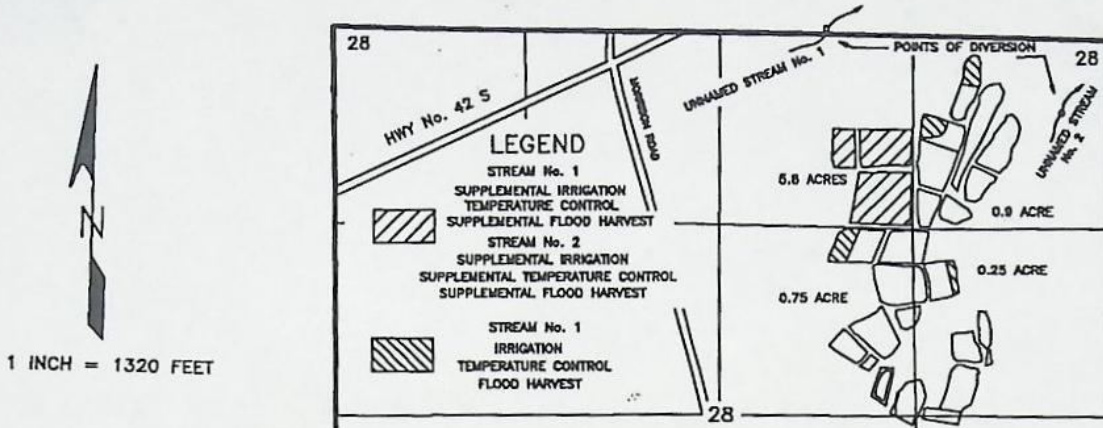 28
28
POINTS OF DIVERSION
UNNAMED STREAM No. 1
HWY No. 42 S
MORRISON ROAD
UNNAMED STREAM
No. 2
LEGEND
STREAM No. 1
SUPPLEMENTAL IRRIGATION
TEMPERATURE CONTROL
SUPPLEMENTAL FLOOD HARVEST
STREAM No. 2
SUPPLEMENTAL IRRIGATION
SUPPLEMENTAL TEMPERATURE CONTROL
SUPPLEMENTAL FLOOD HARVEST
STREAM No. 1
IRRIGATION
TEMPERATURE CONTROL
FLOOD HARVEST
5.8 ACRES
0.9 ACRE
0.25 ACRE
0.75 ACRE
N
1 INCH = 1320 FEET
28